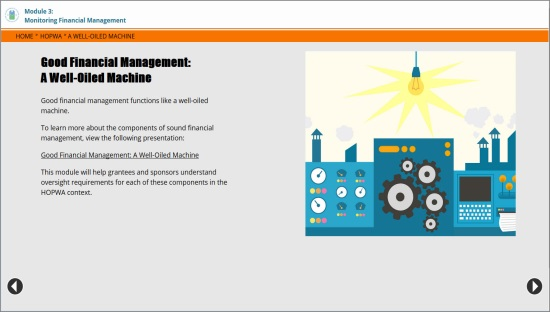 Module 3:
Monitoring Financial Management
HOME * HOPWA * A WELL-OILED MACHINE
Good Financial Management:
A Well-Oiled Machine
Good financial management functions like a well-oiled
machine.
To learn more about the components of sound financial
management, view the following presentation:
Good Financial Management: A Well-Oiled Machine
This module will help grantees and sponsors understand
oversight requirements for each of these components in the
HOPWA context.